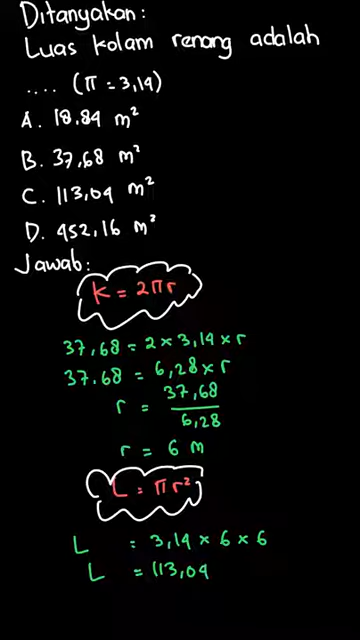 Ditanyakan:
Luas kolam renang adalah
.... (π = 3,14)
A. 18.84 m²
B. 37,68 m²
C. 113,04 m²
D. 452,16 m²
Jawab:
K = 2πr
37,68 = 2 × 3,14 × r
37.68 = 6,28 × r
r = 37,68 / 6,28
r = 6 m
L = πr²
L = 3,14 × 6 × 6
L = 113,04